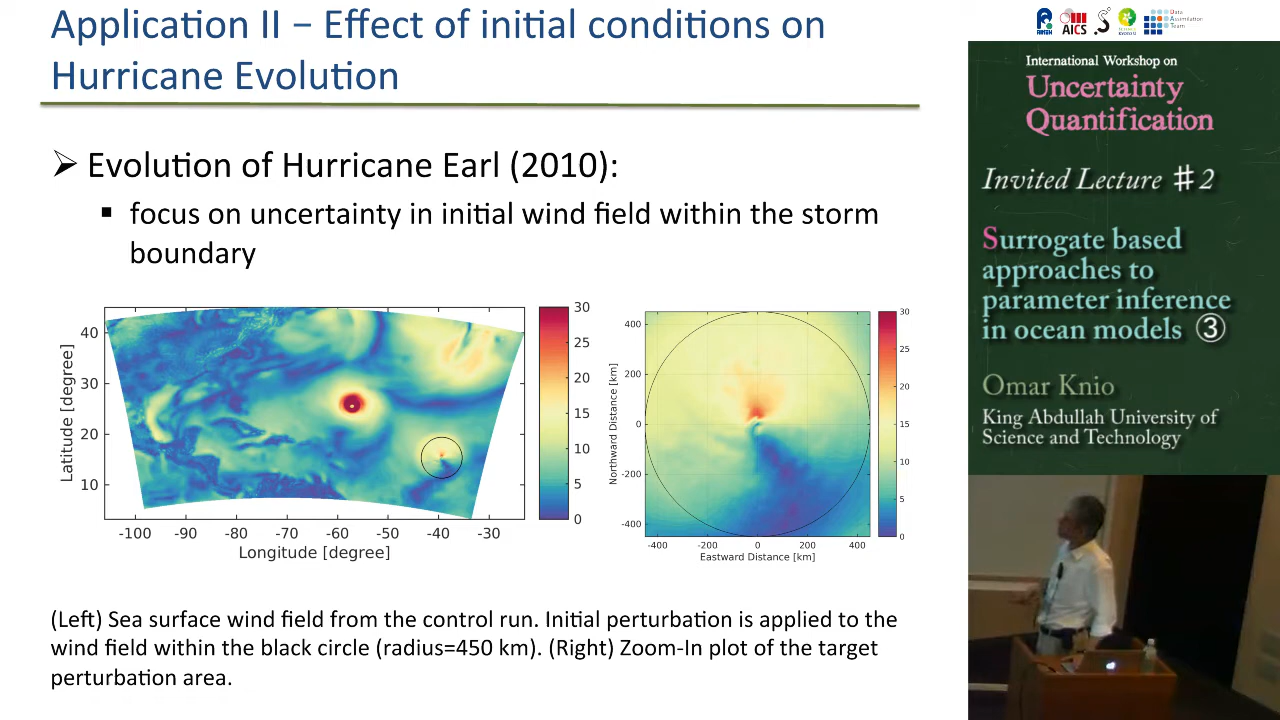 Application II – Effect of initial conditions on
Hurricane Evolution
Evolution of Hurricane Earl (2010):
focus on uncertainty in initial wind field within the storm
boundary
Latitude [degree]
40
30
20
10
-100 -90 -80 -70 -60 -50 -40 -30
Longitude [degree]
30
25
20
15
10
5
0
Northward Distance [km]
400
200
0
-200
-400
-400 -200 0 200 400
Eastward Distance [km]
30
25
20
15
10
5
0
(Left) Sea surface wind field from the control run. Initial perturbation is applied to the
wind field within the black circle (radius=450 km). (Right) Zoom-In plot of the target
perturbation area.
AICS
Data
Assimilation
Team
International Workshop on
Uncertainty
Quantification
Invited Lecture #2
Surrogate based
approaches to
parameter inference
in ocean models ③
Omar Knio
King Abdullah University of
Science and Technology